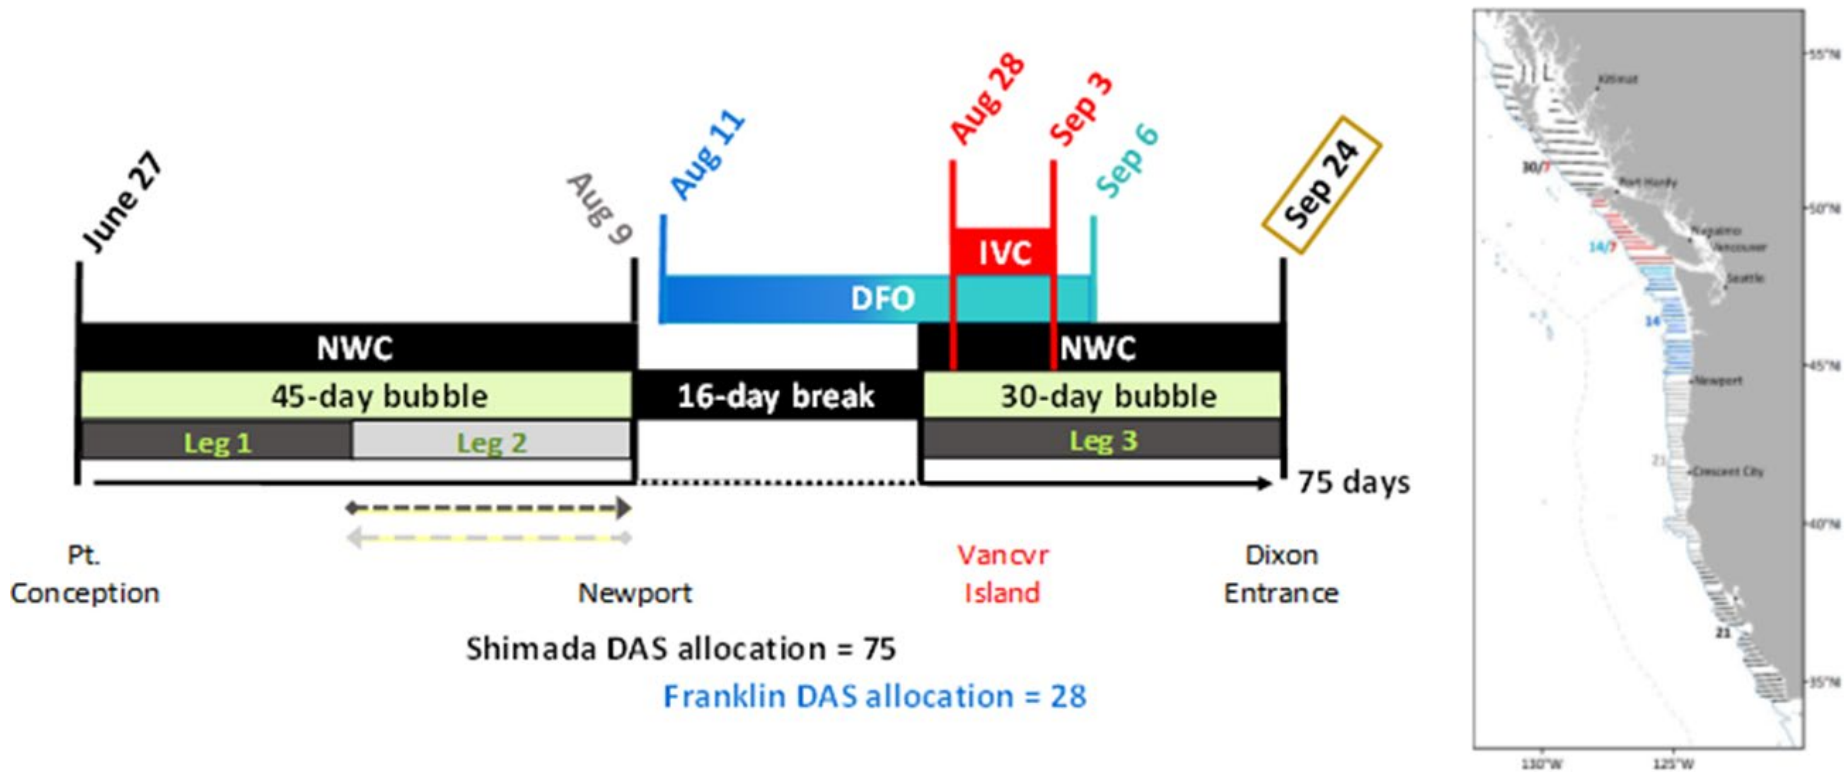 June 27
Aug 9
Aug 11
Aug 28
Sep 3
Sep 6
Sep 24
IVC
DFO
NWC
NWC
45-day bubble
16-day break
30-day bubble
Leg 1
Leg 2
Leg 3
75 days
Pt.
Conception
Newport
Vancvr
Island
Dixon
Entrance
Shimada DAS allocation = 75
Franklin DAS allocation = 28
55°N
Kitimat
30/7
Port Hardy
50°N
Nanaimo
14/7
Vancouver
Seattle
14
45°N
Newport
21
Crescent City
40°N
21
35°N
130°W
125°W